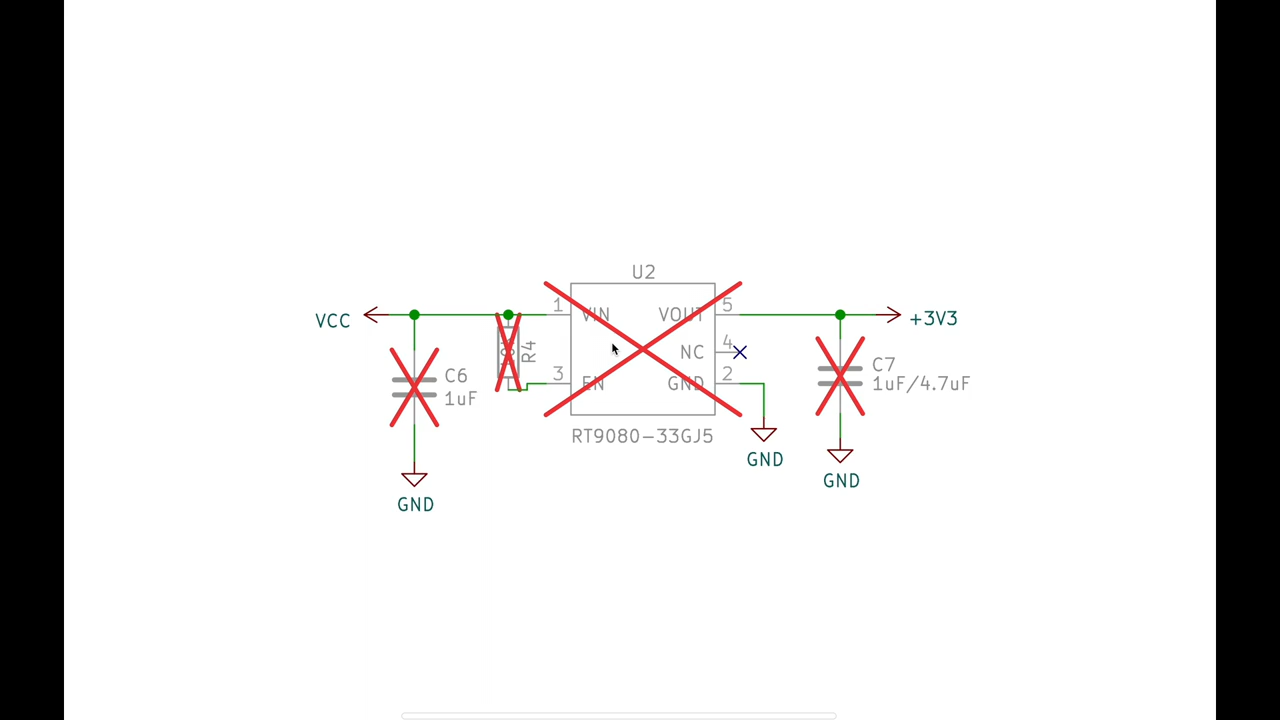 U2
1
VIN
VOUT
5
VCC
+3V3
R4
NC
4
C6
1uF
3
EN
GND
2
C7
1uF/4.7uF
RT9080-33GJ5
GND
GND
GND